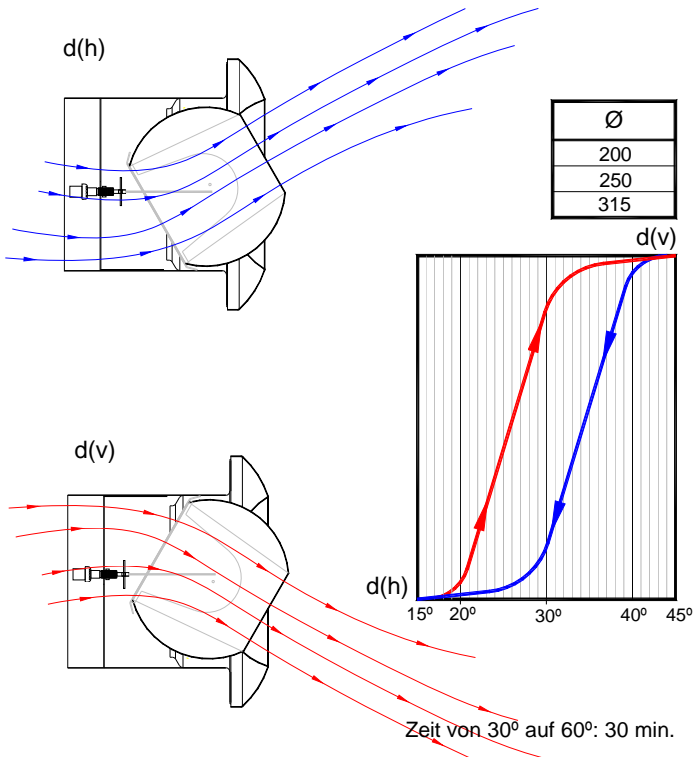 d(h)
Ø
200
250
315
d(v)
d(v)
d(h)
15º 20º 30º 40º 45º
Zeit von 30º auf 60º: 30 min.